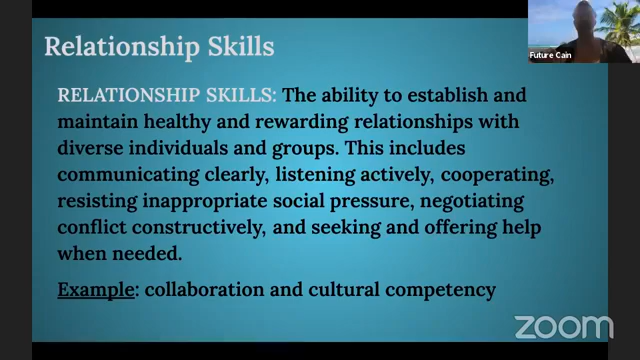 Relationship Skills
RELATIONSHIP SKILLS: The ability to establish and
maintain healthy and rewarding relationships with
diverse individuals and groups. This includes
communicating clearly, listening actively, cooperating,
resisting inappropriate social pressure, negotiating
conflict constructively, and seeking and offering help
when needed.
Example: collaboration and cultural competency
Future Cain
zoom